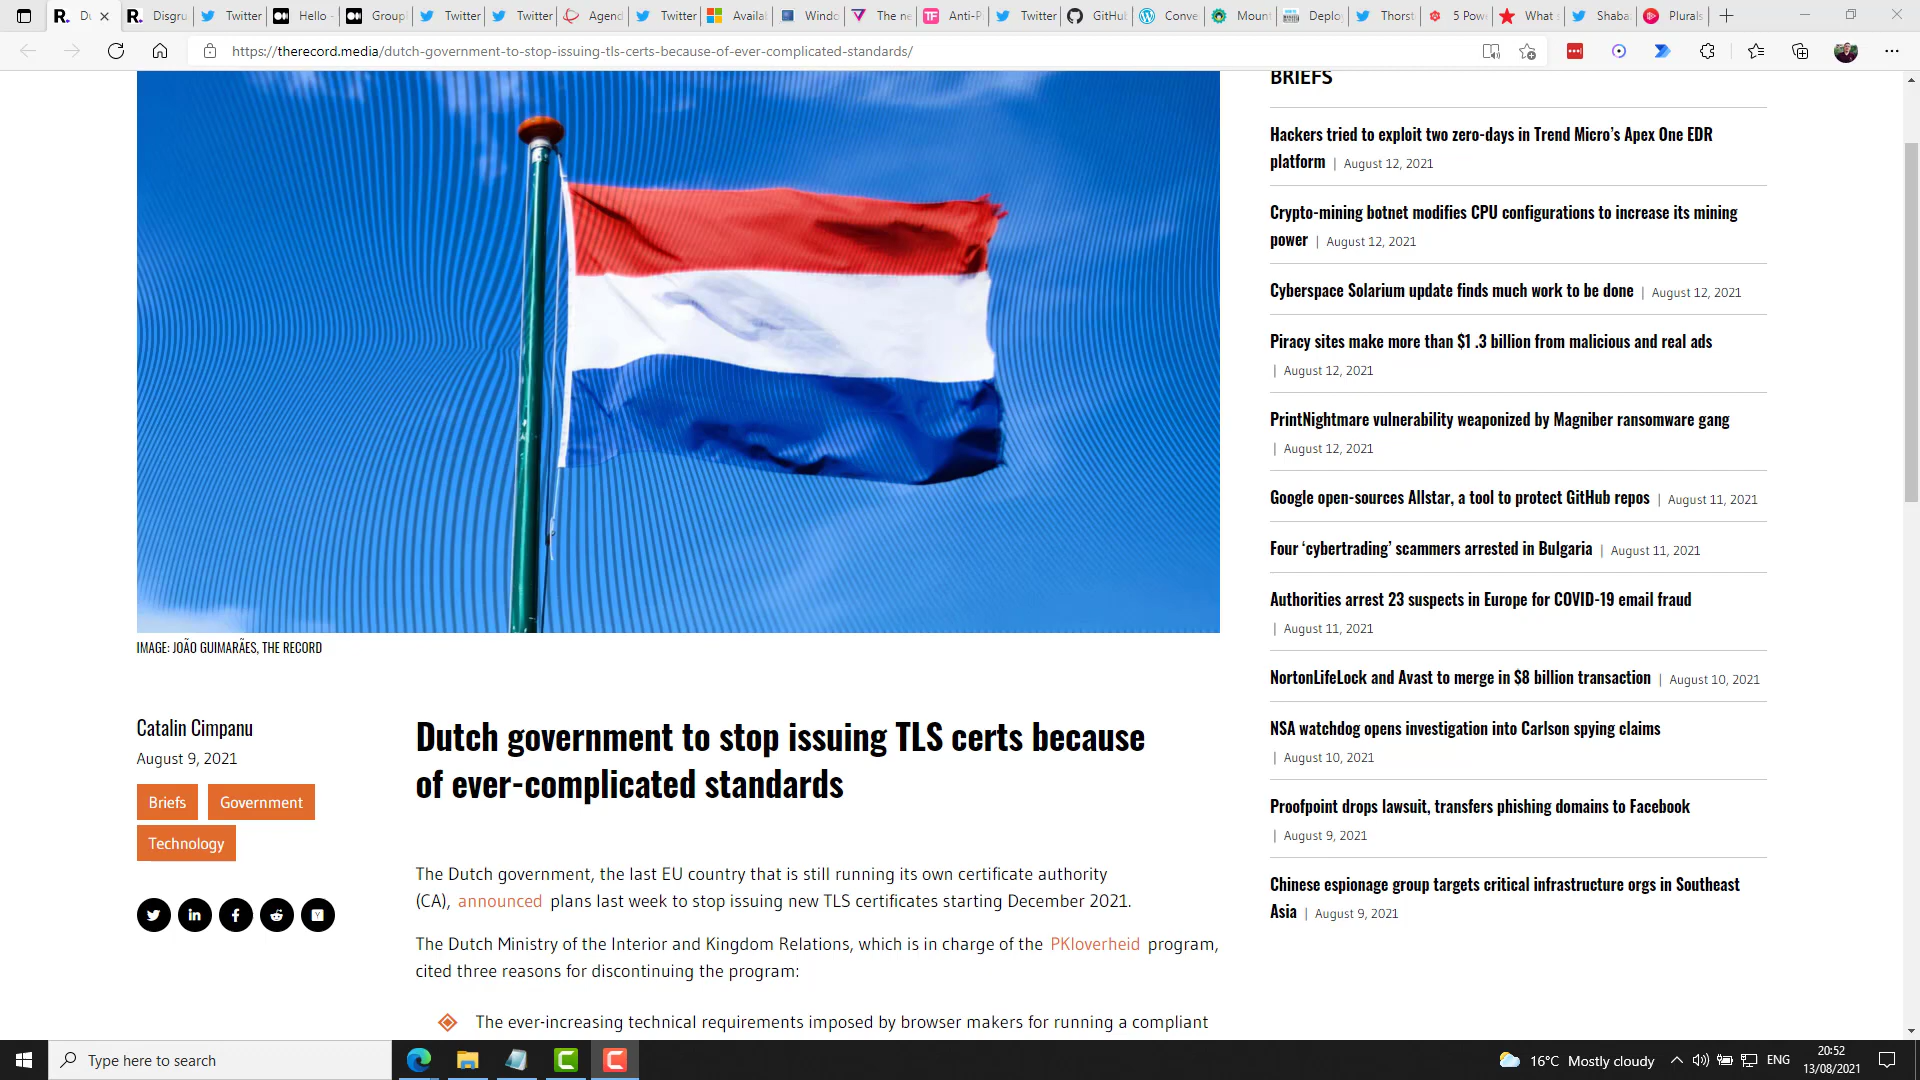 Du
Disgru
Twitter
Hello -
Group
Twitter
Twitter
Agend
Twitter
Availal
Windo
The ne
Anti-P
Twitter
GitHub
Conve
Mount
Deploy
Thorst
5 Powe
What s
Shaba
Plurals
https://therecord.media/dutch-government-to-stop-issuing-tls-certs-because-of-ever-complicated-standards/
IMAGE: JOÃO GUIMARÃES, THE RECORD
Catalin Cimpanu
August 9, 2021
Briefs
Government
Technology
Dutch government to stop issuing TLS certs because
of ever-complicated standards
The Dutch government, the last EU country that is still running its own certificate authority
(CA), announced plans last week to stop issuing new TLS certificates starting December 2021.
The Dutch Ministry of the Interior and Kingdom Relations, which is in charge of the PKIoverheid program,
cited three reasons for discontinuing the program:
The ever-increasing technical requirements imposed by browser makers for running a compliant
BRIEFS
Hackers tried to exploit two zero-days in Trend Micro’s Apex One EDR
platform | August 12, 2021
Crypto-mining botnet modifies CPU configurations to increase its mining
power | August 12, 2021
Cyberspace Solarium update finds much work to be done | August 12, 2021
Piracy sites make more than $1 .3 billion from malicious and real ads
| August 12, 2021
PrintNightmare vulnerability weaponized by Magniber ransomware gang
| August 12, 2021
Google open-sources Allstar, a tool to protect GitHub repos | August 11, 2021
Four ‘cybertrading’ scammers arrested in Bulgaria | August 11, 2021
Authorities arrest 23 suspects in Europe for COVID-19 email fraud
| August 11, 2021
NortonLifeLock and Avast to merge in $8 billion transaction | August 10, 2021
NSA watchdog opens investigation into Carlson spying claims
| August 10, 2021
Proofpoint drops lawsuit, transfers phishing domains to Facebook
| August 9, 2021
Chinese espionage group targets critical infrastructure orgs in Southeast
Asia | August 9, 2021
Type here to search
16°C Mostly cloudy
ENG
20:52
13/08/2021